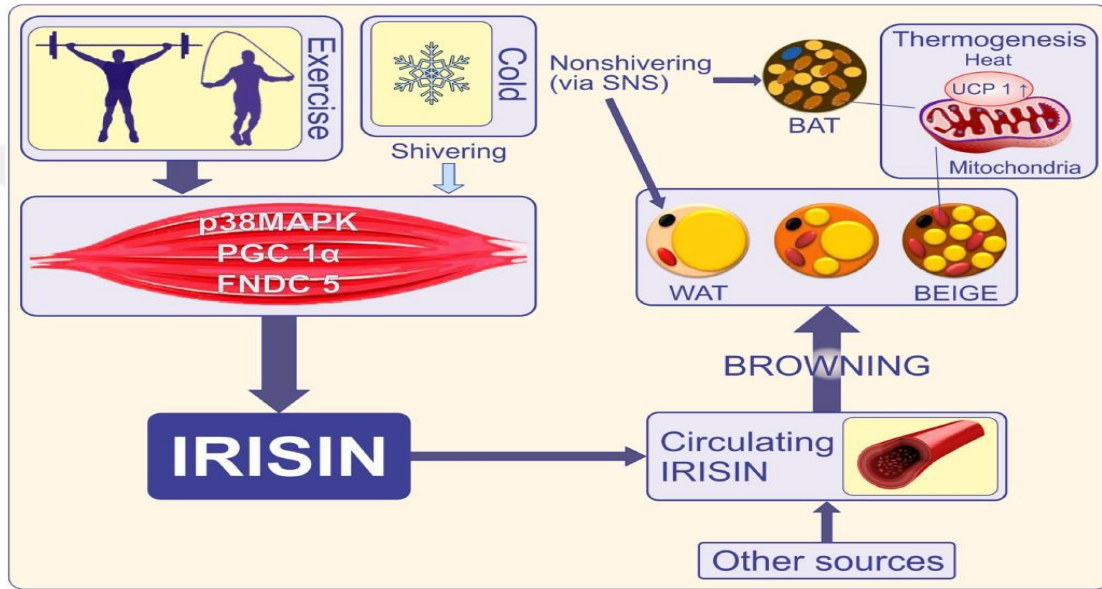 Exercise
Cold
Shivering
Nonshivering
(via SNS)
BAT
Thermogenesis
Heat
UCP 1 ↑
Mitochondria
p38MAPK
PGC 1α
FNDC 5
WAT
BEIGE
BROWNING
IRISIN
Circulating
IRISIN
Other sources